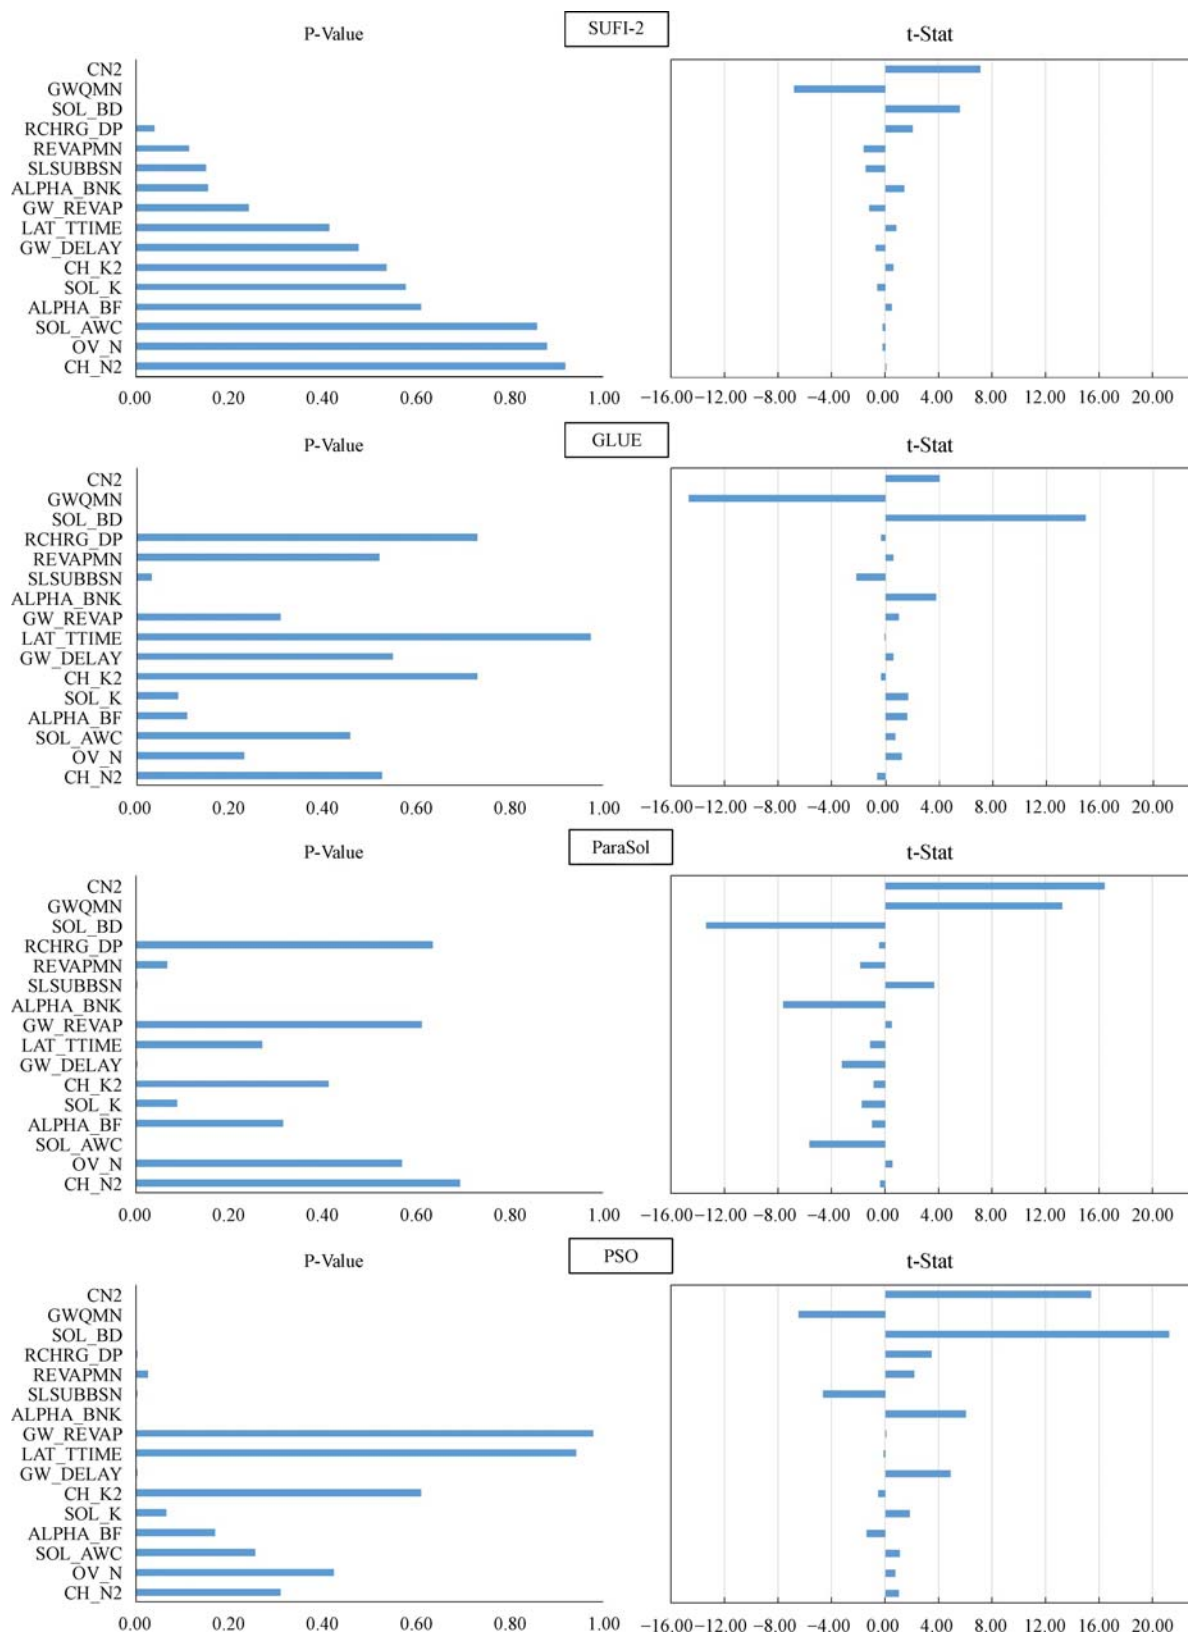 SUFI-2
P-Value
t-Stat
CN2
GWQMN
SOL_BD
RCHRG_DP
REVAPMN
SLSUBBSN
ALPHA_BNK
GW_REVAP
LAT_TTIME
GW_DELAY
CH_K2
SOL_K
ALPHA_BF
SOL_AWC
OV_N
CH_N2
0.00 0.20 0.40 0.60 0.80 1.00
−16.00 −12.00 −8.00 −4.00 0.00 4.00 8.00 12.00 16.00 20.00
GLUE
P-Value
t-Stat
CN2
GWQMN
SOL_BD
RCHRG_DP
REVAPMN
SLSUBBSN
ALPHA_BNK
GW_REVAP
LAT_TTIME
GW_DELAY
CH_K2
SOL_K
ALPHA_BF
SOL_AWC
OV_N
CH_N2
0.00 0.20 0.40 0.60 0.80 1.00
−16.00 −12.00 −8.00 −4.00 0.00 4.00 8.00 12.00 16.00 20.00
ParaSol
P-Value
t-Stat
CN2
GWQMN
SOL_BD
RCHRG_DP
REVAPMN
SLSUBBSN
ALPHA_BNK
GW_REVAP
LAT_TTIME
GW_DELAY
CH_K2
SOL_K
ALPHA_BF
SOL_AWC
OV_N
CH_N2
0.00 0.20 0.40 0.60 0.80 1.00
−16.00 −12.00 −8.00 −4.00 0.00 4.00 8.00 12.00 16.00 20.00
PSO
P-Value
t-Stat
CN2
GWQMN
SOL_BD
RCHRG_DP
REVAPMN
SLSUBBSN
ALPHA_BNK
GW_REVAP
LAT_TTIME
GW_DELAY
CH_K2
SOL_K
ALPHA_BF
SOL_AWC
OV_N
CH_N2
0.00 0.20 0.40 0.60 0.80 1.00
−16.00 −12.00 −8.00 −4.00 0.00 4.00 8.00 12.00 16.00 20.00